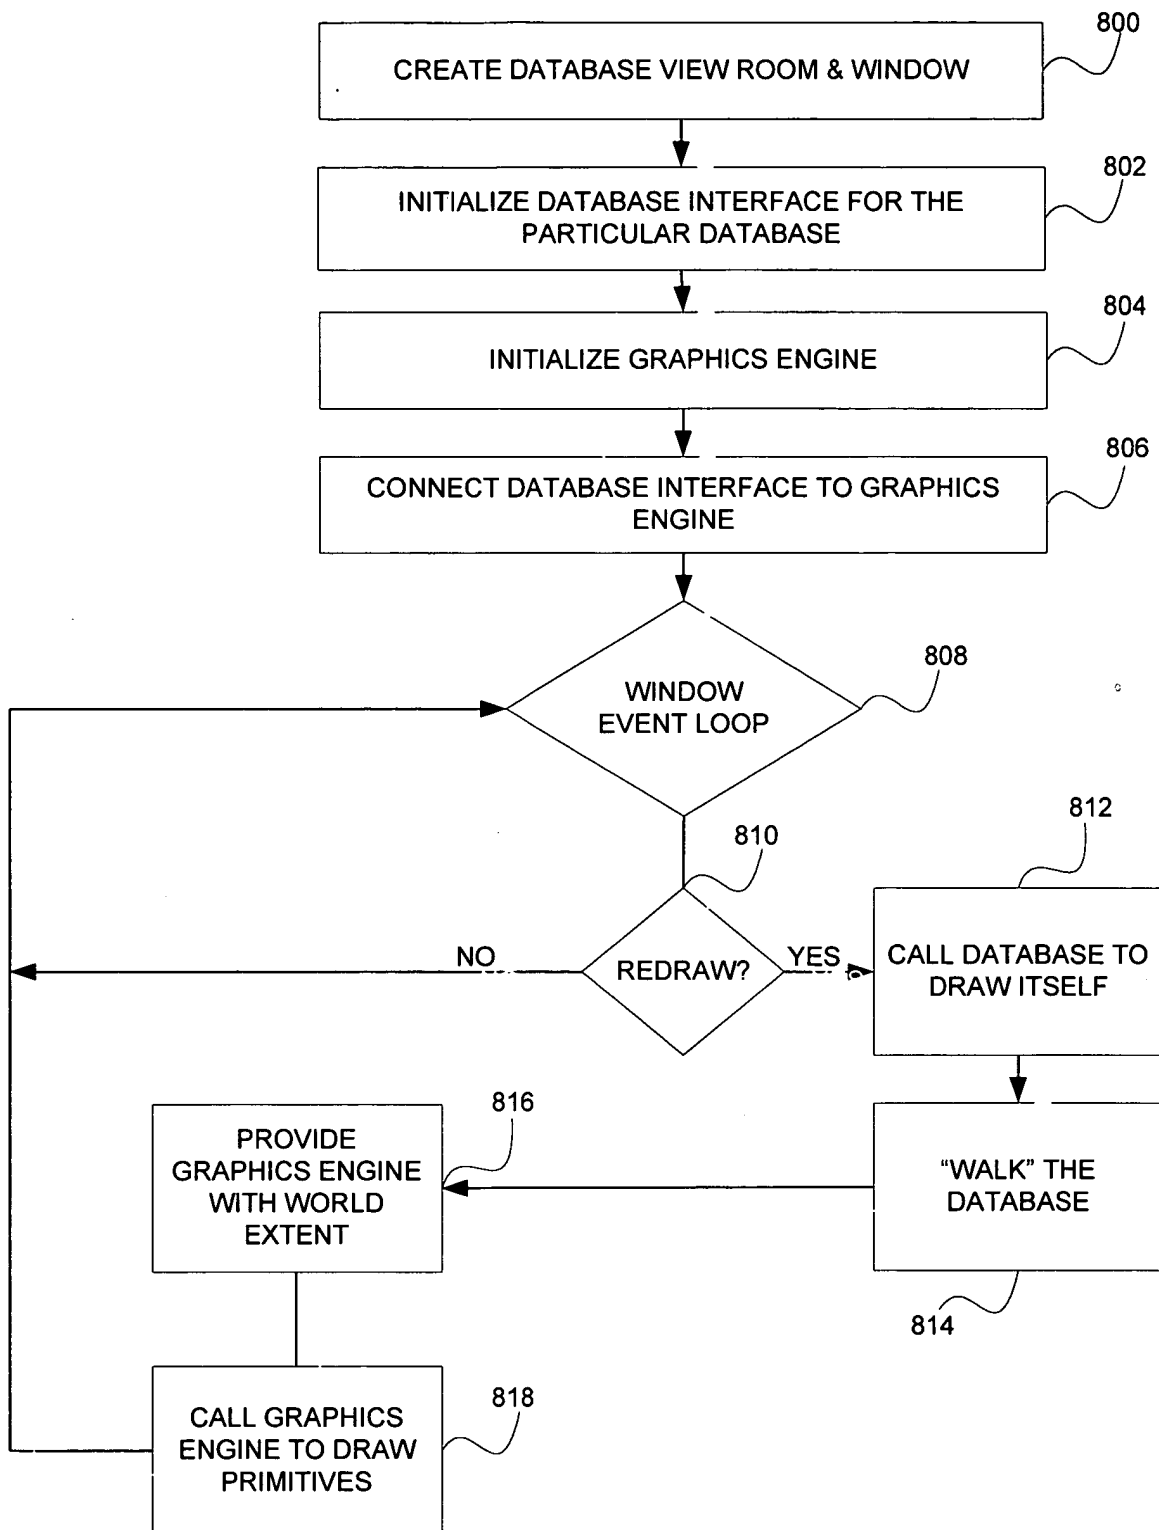 800
CREATE DATABASE VIEW ROOM & WINDOW
802
INITIALIZE DATABASE INTERFACE FOR THE
PARTICULAR DATABASE
804
INITIALIZE GRAPHICS ENGINE
806
CONNECT DATABASE INTERFACE TO GRAPHICS
ENGINE
808
WINDOW
EVENT LOOP
810
812
NO
REDRAW?
YES
CALL DATABASE TO
DRAW ITSELF
816
PROVIDE
GRAPHICS ENGINE
WITH WORLD
EXTENT
"WALK" THE
DATABASE
814
818
CALL GRAPHICS
ENGINE TO DRAW
PRIMITIVES